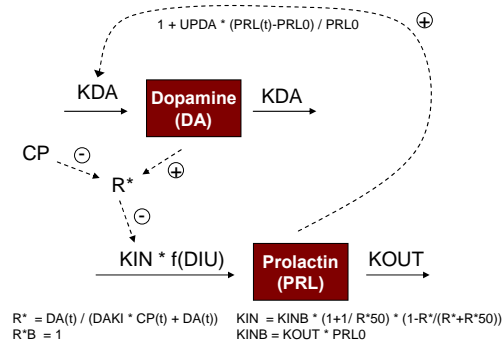 1 + UPDA * (PRL(t)-PRL0) / PRL0
+
KDA
Dopamine
(DA)
KDA
CP
-
+
R*
-
KIN * f(DIU)
Prolactin
(PRL)
KOUT
R* = DA(t) / (DAKI * CP(t) + DA(t))
R*B = 1
KIN = KINB * (1+1/ R*50) * (1-R*/(R*+R*50))
KINB = KOUT * PRL0